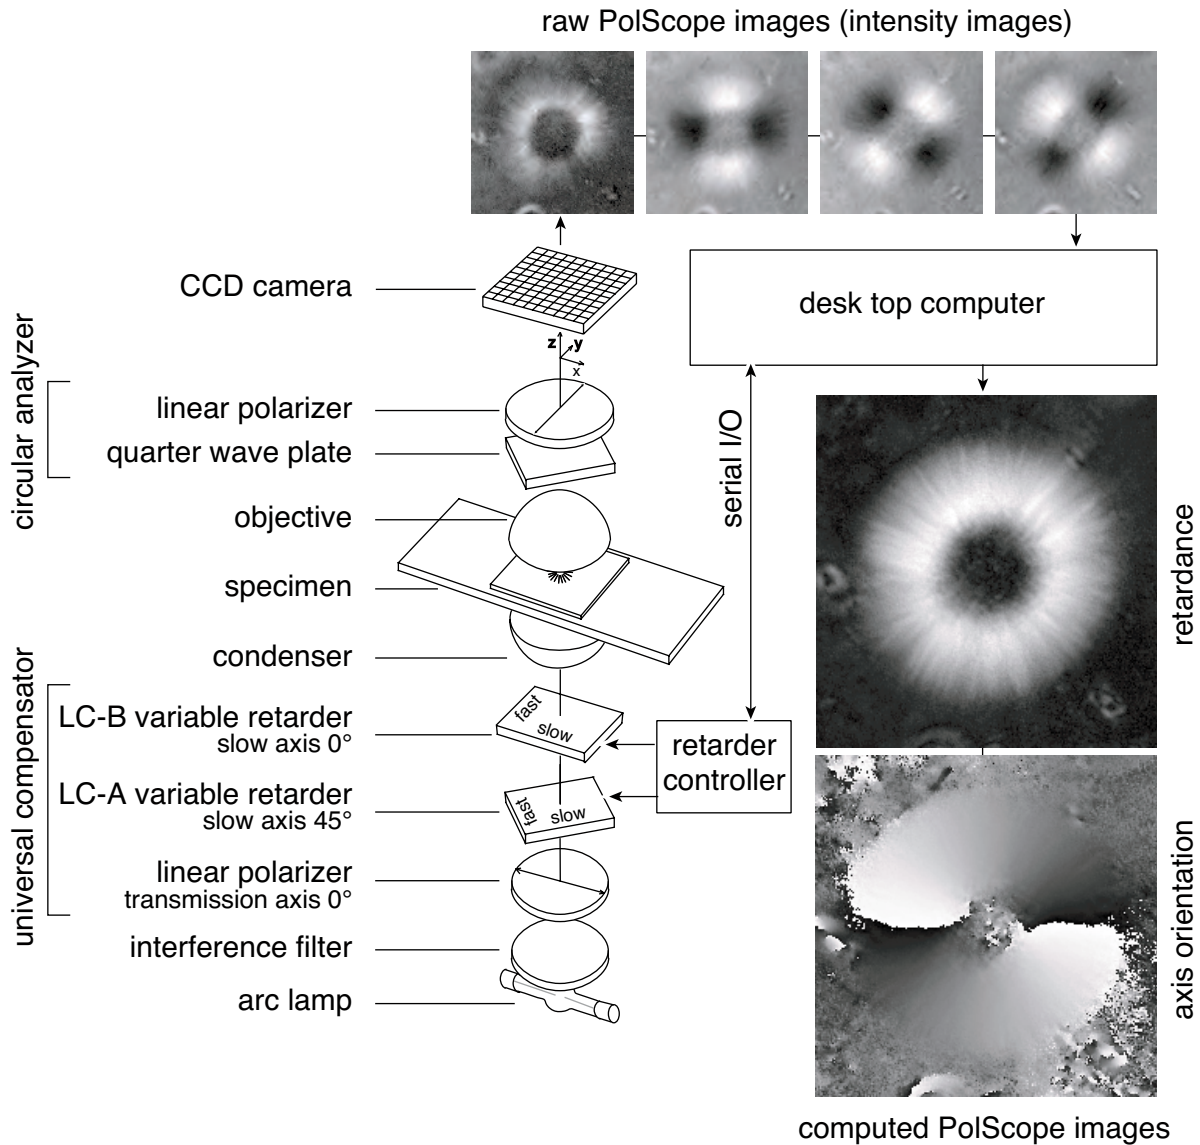 raw PolScope images (intensity images)
CCD camera
desk top computer
z
y
x
circular analyzer
linear polarizer
quarter wave plate
serial I/O
objective
specimen
retardance
condenser
universal compensator
LC-B variable retarder
slow axis 0°
fast
slow
retarder
controller
LC-A variable retarder
slow axis 45°
fast
slow
linear polarizer
transmission axis 0°
interference filter
arc lamp
axis orientation
computed PolScope images